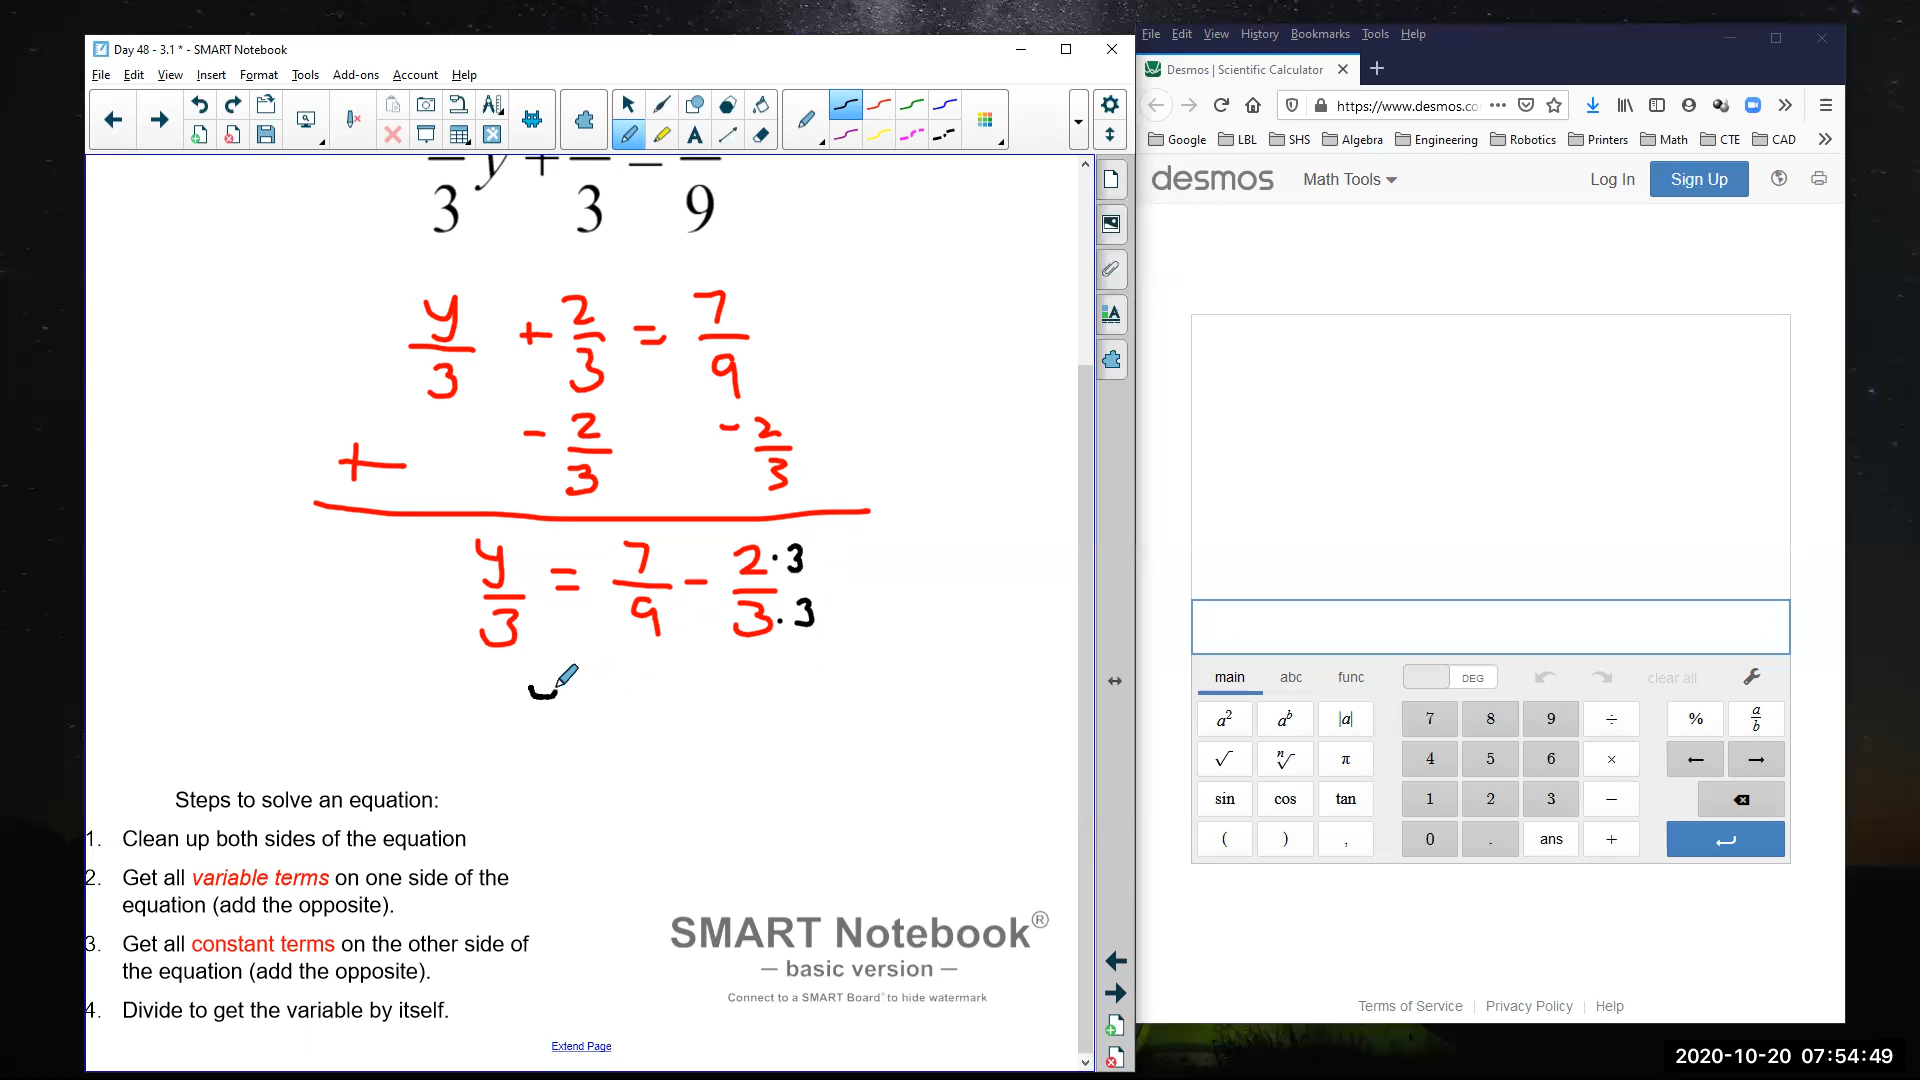 Day 48 - 3.1 * - SMART Notebook
File Edit View Insert Format Tools Add-ons Account Help
3 y + 3 = 9
y/3 + 2/3 = 7/9
+ - 2/3 - 2/3
y/3 = 7/9 - 2·3/3·3
Steps to solve an equation:
1. Clean up both sides of the equation
2. Get all variable terms on one side of the
equation (add the opposite).
3. Get all constant terms on the other side of
the equation (add the opposite).
4. Divide to get the variable by itself.
SMART Notebook®
— basic version —
Connect to a SMART Board® to hide watermark
Extend Page
File Edit View History Bookmarks Tools Help
Desmos | Scientific Calculator
https://www.desmos.co
Google LBL SHS Algebra Engineering Robotics Printers Math CTE CAD
desmos Math Tools Log In Sign Up
main abc func DEG clear all
a² aᵇ |a| 7 8 9 ÷ % a/b
√ ⁿ√ π 4 5 6 × ← →
sin cos tan 1 2 3 −
( ) , 0 . ans +
Terms of Service | Privacy Policy | Help
2020-10-20 07:54:49